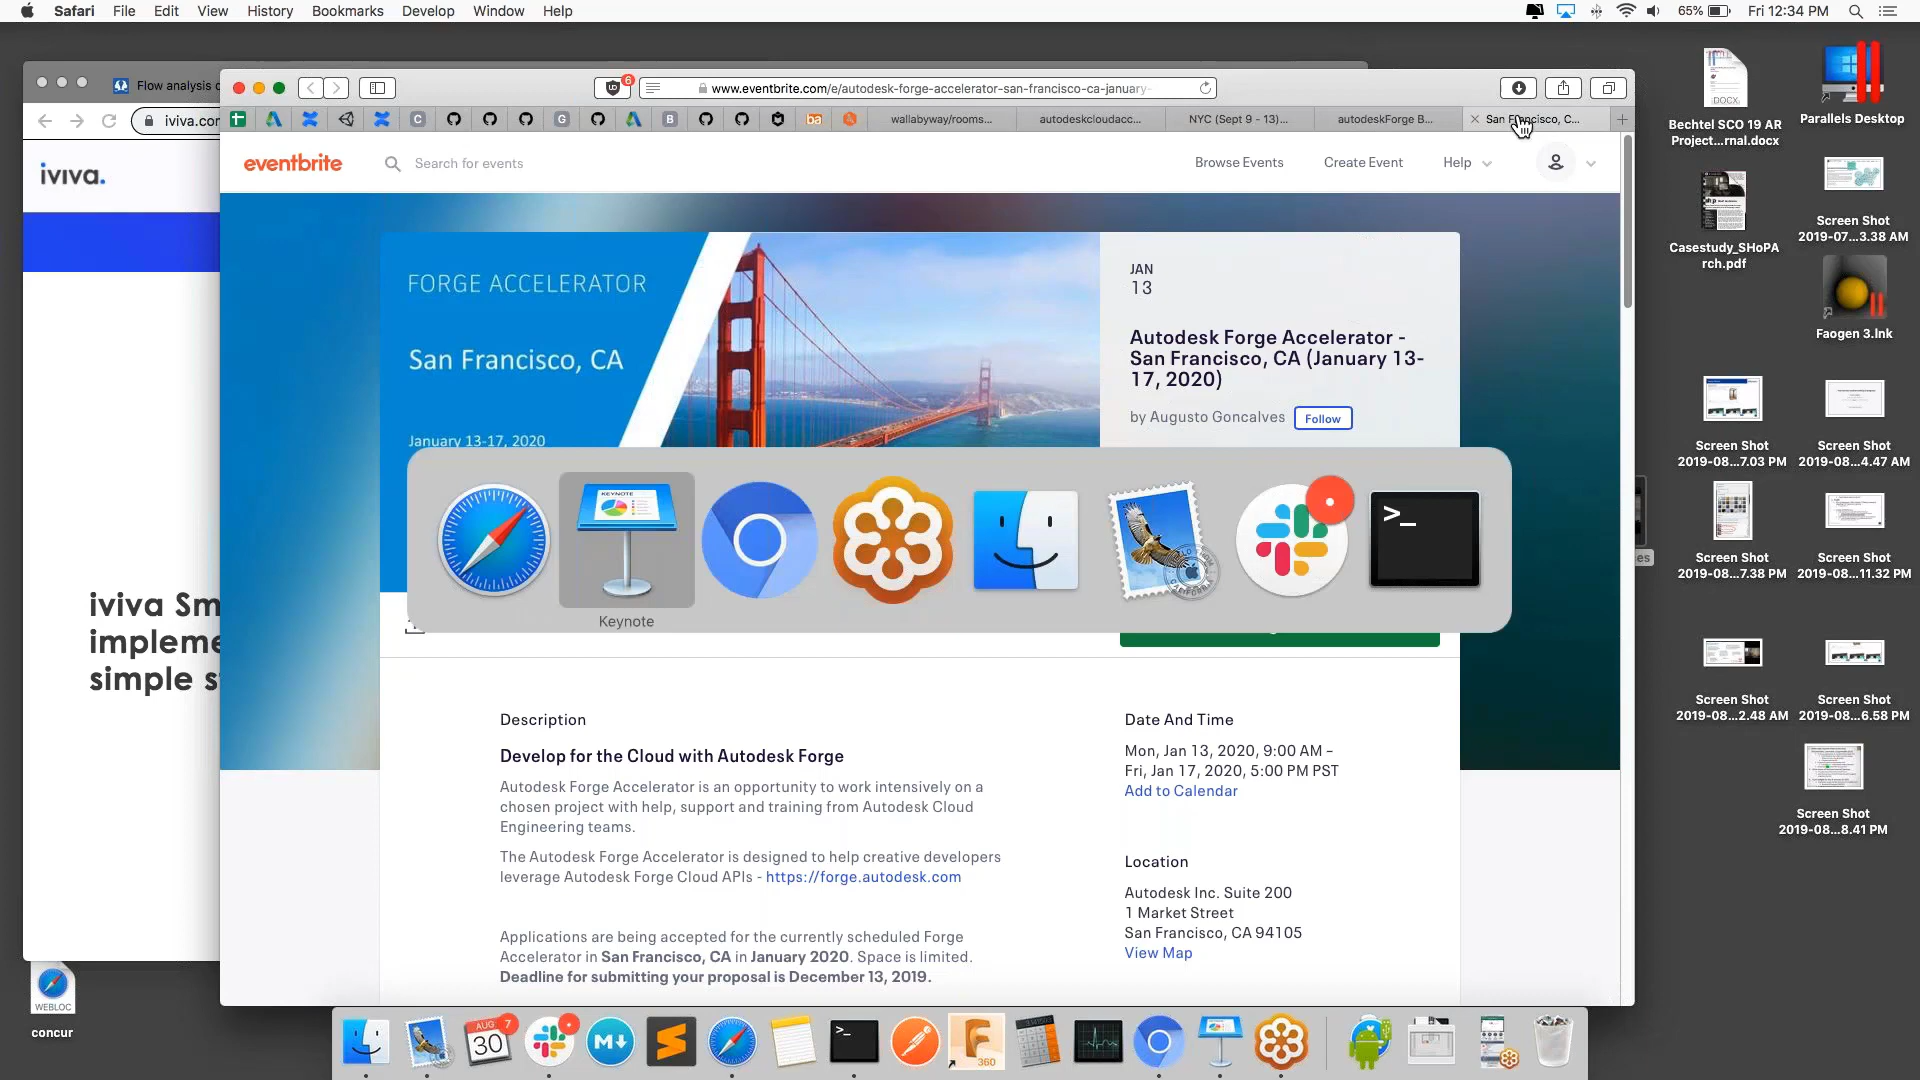 Safari File Edit View History Bookmarks Develop Window Help
65% Fri 12:34 PM
Flow analysis
6
www.eventbrite.com/e/autodesk-forge-accelerator-san-francisco-ca-january-
iviva.co
wallabyway/rooms... autodeskcloudacc... NYC (Sept 9 - 13)... autodeskForge B... San Francisco, C...
iviva.
eventbrite Search for events Browse Events Create Event Help
FORGE ACCELERATOR
San Francisco, CA
January 13-17, 2020
JAN
13
Autodesk Forge Accelerator -
San Francisco, CA (January 13-
17, 2020)
by Augusto Goncalves Follow
KEYNOTE
>_
Keynote
iviva Sm
impleme
simple s
Description
Develop for the Cloud with Autodesk Forge
Autodesk Forge Accelerator is an opportunity to work intensively on a
chosen project with help, support and training from Autodesk Cloud
Engineering teams.
The Autodesk Forge Accelerator is designed to help creative developers
leverage Autodesk Forge Cloud APIs - https://forge.autodesk.com
Applications are being accepted for the currently scheduled Forge
Accelerator in San Francisco, CA in January 2020. Space is limited.
Deadline for submitting your proposal is December 13, 2019.
Date And Time
Mon, Jan 13, 2020, 9:00 AM –
Fri, Jan 17, 2020, 5:00 PM PST
Add to Calendar
Location
Autodesk Inc. Suite 200
1 Market Street
San Francisco, CA 94105
View Map
DOCX
Bechtel SCO 19 AR
Project...rnal.docx
Parallels Desktop
Casestudy_SHoPA
rch.pdf
Screen Shot
2019-07...3.38 AM
Faogen 3.lnk
Screen Shot
2019-08...7.03 PM
Screen Shot
2019-08...4.47 AM
es
Screen Shot
2019-08...7.38 PM
Screen Shot
2019-08...11.32 PM
Screen Shot
2019-08...2.48 AM
Screen Shot
2019-08...6.58 PM
Screen Shot
2019-08...8.41 PM
WEBLOC
concur
AUG 7
30
M
>_
360